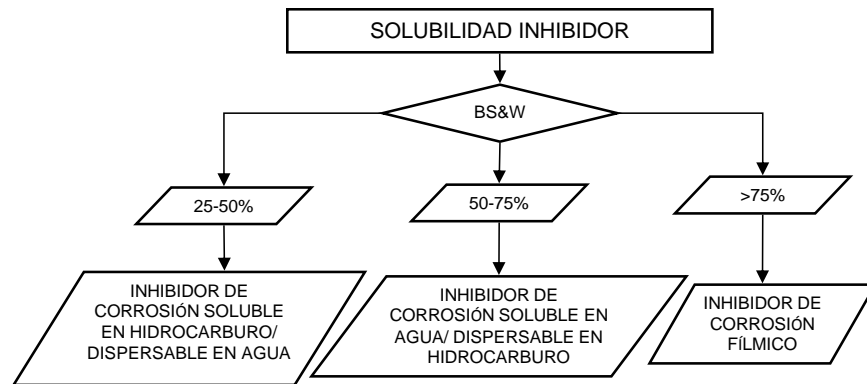 SOLUBILIDAD INHIBIDOR
BS&W
25-50%
50-75%
>75%
INHIBIDOR DE
CORROSIÓN SOLUBLE
EN HIDROCARBURO/
DISPERSABLE EN AGUA
INHIBIDOR DE
CORROSIÓN SOLUBLE EN
AGUA/ DISPERSABLE EN
HIDROCARBURO
INHIBIDOR DE
CORROSIÓN
FÍLMICO